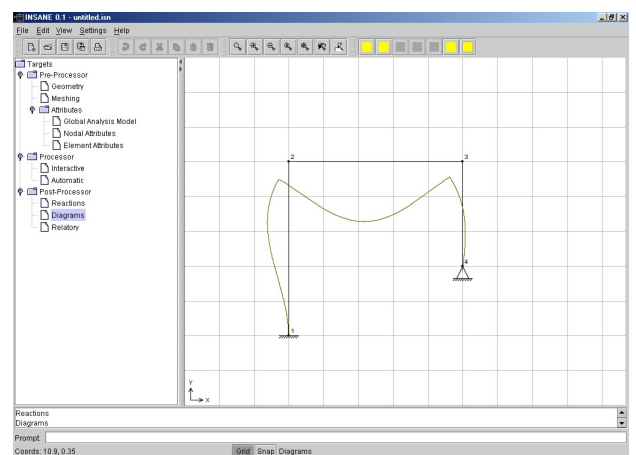 INSANE 0.1 - untitled.isn
File Edit View Settings Help
Targets
Pre-Processor
Geometry
Meshing
Attributes
Global Analysis Model
Nodal Attributes
Element Attributes
Processor
Interactive
Automatic
Post-Processor
Reactions
Diagrams
Relatory
2
3
4
1
Y
X
Reactions
Diagrams
Prompt
Coords: 10.9, 0.35
Grid Snap Diagrams